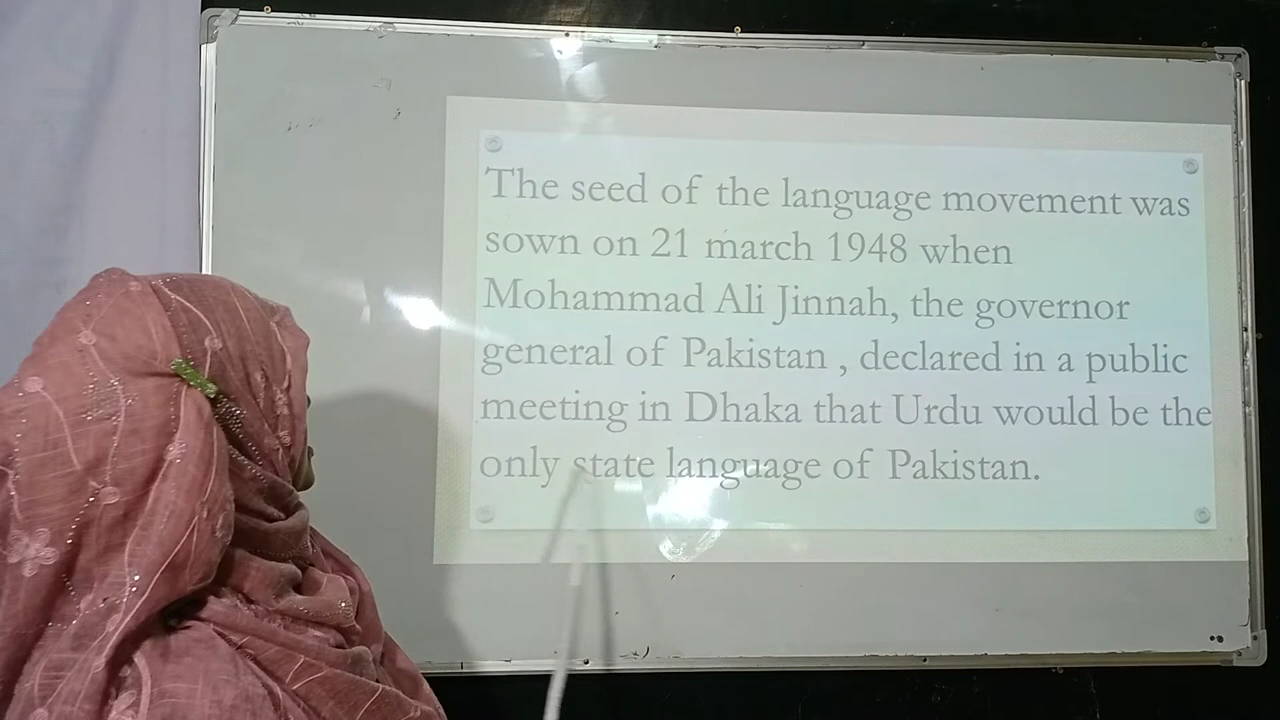 The seed of the language movement was
sown on 21 march 1948 when
Mohammad Ali Jinnah, the governor
general of Pakistan , declared in a public
meeting in Dhaka that Urdu would be the
only state language of Pakistan.